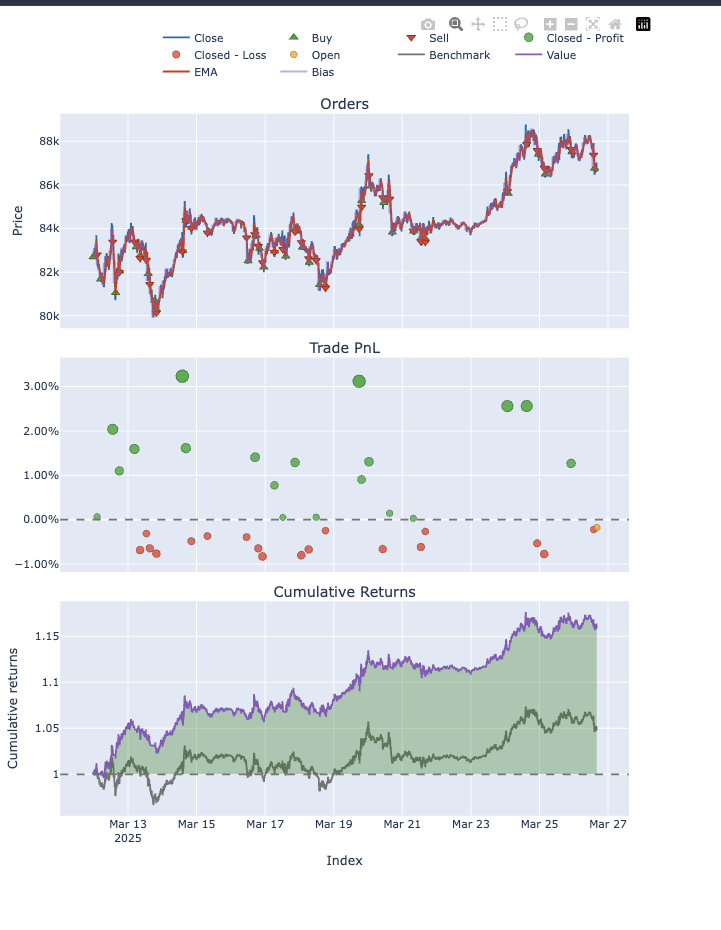 Close Buy Sell Closed - Profit
Closed - Loss Open Benchmark Value
EMA Bias
Orders
88k
86k
84k
82k
80k
Price
Trade PnL
3.00%
2.00%
1.00%
0.00%
−1.00%
Cumulative Returns
1.15
1.1
1.05
1
Cumulative returns
Mar 13 Mar 15 Mar 17 Mar 19 Mar 21 Mar 23 Mar 25 Mar 27
2025
Index